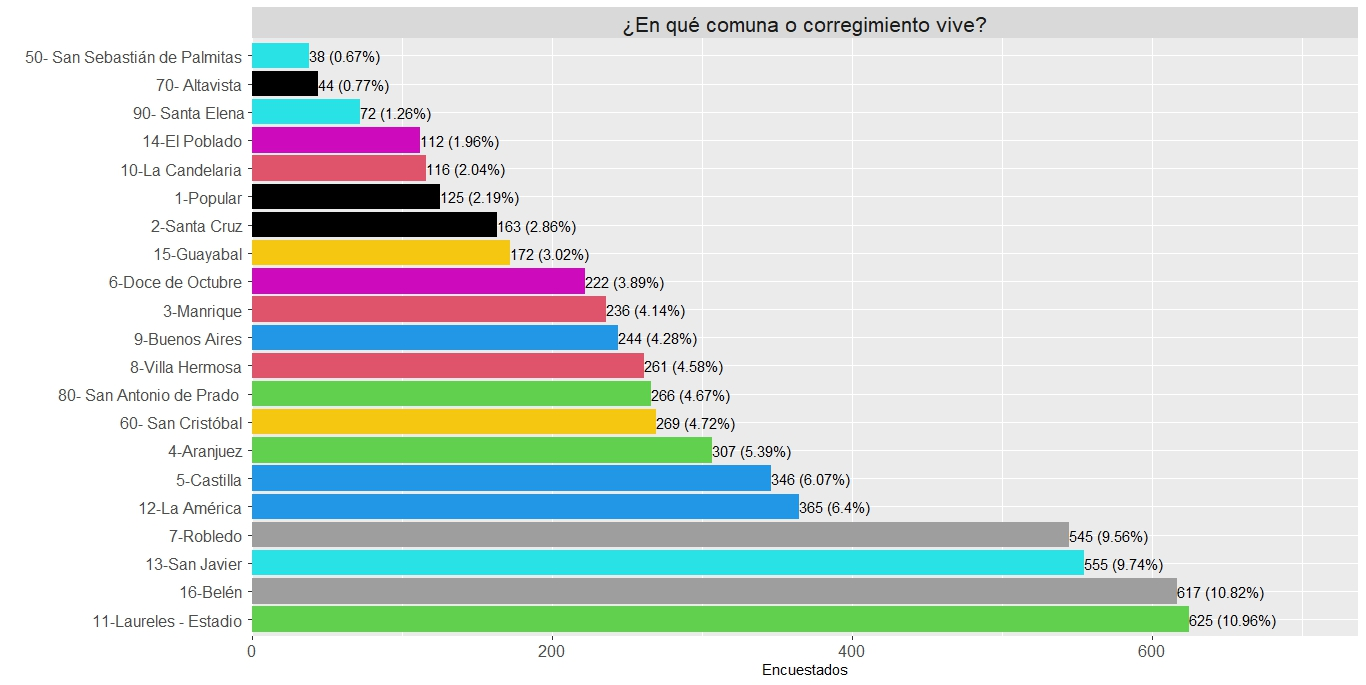 ¿En qué comuna o corregimiento vive?
50- San Sebastián de Palmitas 38 (0.67%)
70- Altavista 44 (0.77%)
90- Santa Elena 72 (1.26%)
14-El Poblado 112 (1.96%)
10-La Candelaria 116 (2.04%)
1-Popular 125 (2.19%)
2-Santa Cruz 163 (2.86%)
15-Guayabal 172 (3.02%)
6-Doce de Octubre 222 (3.89%)
3-Manrique 236 (4.14%)
9-Buenos Aires 244 (4.28%)
8-Villa Hermosa 261 (4.58%)
80- San Antonio de Prado 266 (4.67%)
60- San Cristóbal 269 (4.72%)
4-Aranjuez 307 (5.39%)
5-Castilla 346 (6.07%)
12-La América 365 (6.4%)
7-Robledo 545 (9.56%)
13-San Javier 555 (9.74%)
16-Belén 617 (10.82%)
11-Laureles - Estadio 625 (10.96%)
0 200 400 600
Encuestados